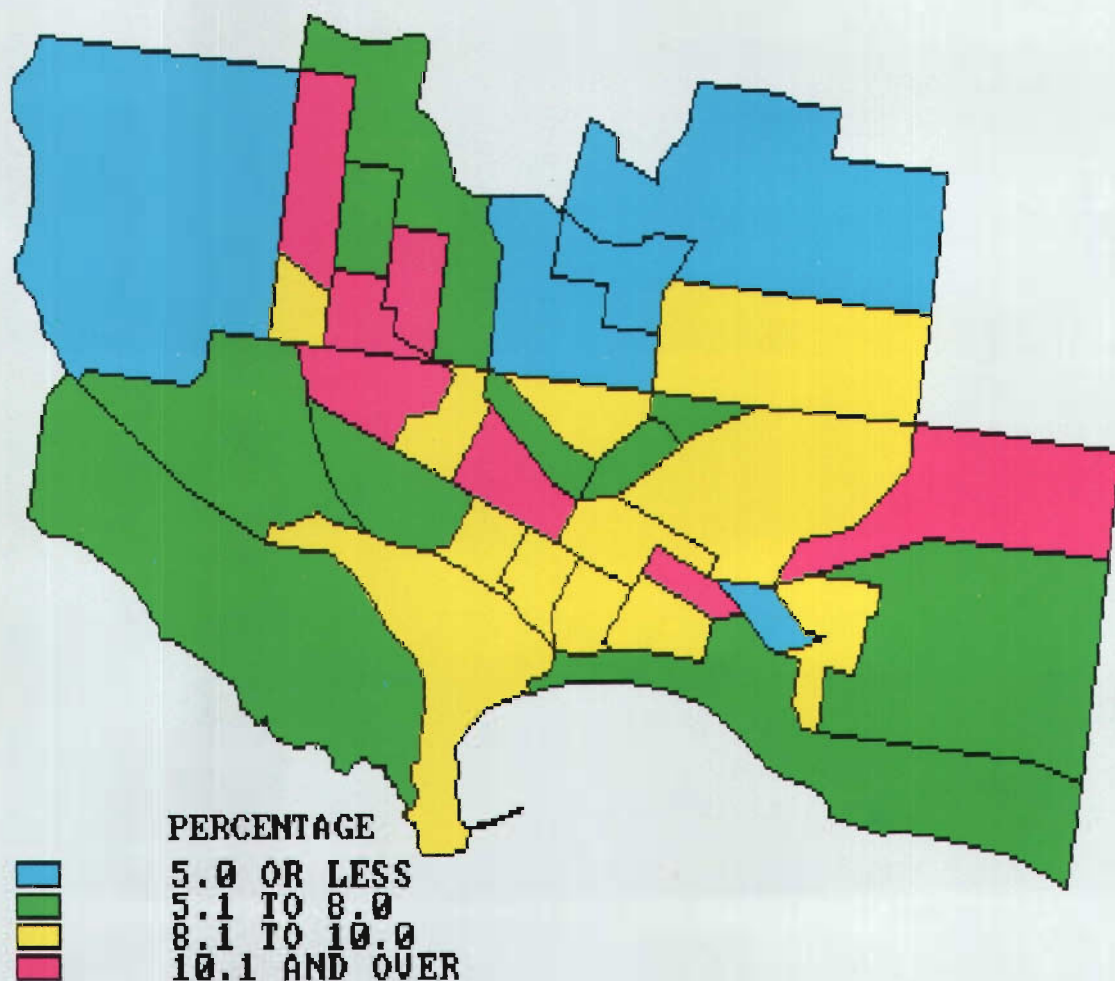 PERCENTAGE
5.0 OR LESS
5.1 TO 8.0
8.1 TO 10.0
10.1 AND OVER